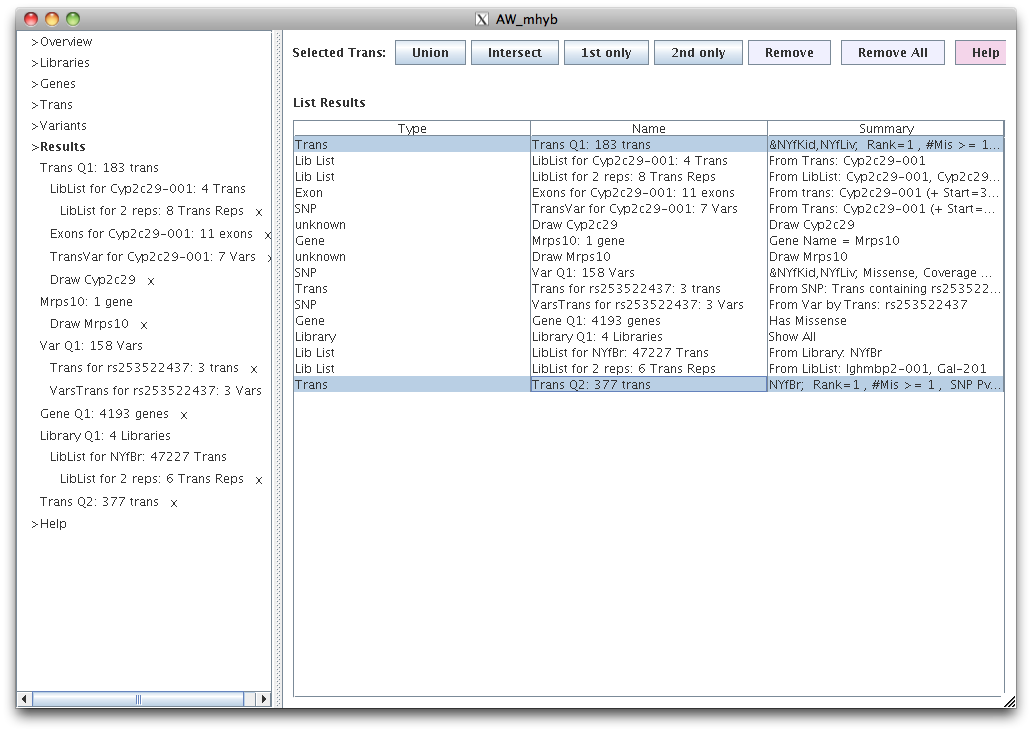 AW_mhyb
>Overview
>Libraries
>Genes
>Trans
>Variants
>Results
Trans Q1: 183 trans
LibList for Cyp2c29-001: 4 Trans
LibList for 2 reps: 8 Trans Reps x
Exons for Cyp2c29-001: 11 exons x
TransVar for Cyp2c29-001: 7 Vars
Draw Cyp2c29 x
Mrps10: 1 gene
Draw Mrps10 x
Var Q1: 158 Vars
Trans for rs253522437: 3 trans x
VarsTrans for rs253522437: 3 Vars
Gene Q1: 4193 genes x
Library Q1: 4 Libraries
LibList for NYfBr: 47227 Trans
LibList for 2 reps: 6 Trans Reps x
Trans Q2: 377 trans x
>Help
Selected Trans: Union Intersect 1st only 2nd only Remove Remove All Help
List Results
Type Name Summary
Trans Trans Q1: 183 trans &NYfKid,NYfLiv; Rank=1 , #Mis >= 1...
Lib List LibList for Cyp2c29-001: 4 Trans From Trans: Cyp2c29-001
Lib List LibList for 2 reps: 8 Trans Reps From LibList: Cyp2c29-001, Cyp29...
Exon Exons for Cyp2c29-001: 11 exons From trans: Cyp2c29-001 (+ Start=3...
SNP TransVar for Cyp2c29-001: 7 Vars From Trans: Cyp2c29-001 (+ Start=...
unknown Draw Cyp2c29 Draw Cyp2c29
Gene Mrps10: 1 gene Gene Name = Mrps10
unknown Draw Mrps10 Draw Mrps10
SNP Var Q1: 158 Vars &NYfKid,NYfLiv; Missense, Coverage ...
Trans Trans for rs253522437: 3 trans From SNP: Trans containing rs253522...
SNP VarsTrans for rs253522437: 3 Vars From Var by Trans: rs253522437
Gene Gene Q1: 4193 genes Has Missense
Library Library Q1: 4 Libraries Show All
Lib List LibList for NYfBr: 47227 Trans From Library: NYfBr
Lib List LibList for 2 reps: 6 Trans Reps From LibList: Ighmbp2-001, Gal-201
Trans Trans Q2: 377 trans NYfBr; Rank=1 , #Mis >= 1 , SNP Pv...